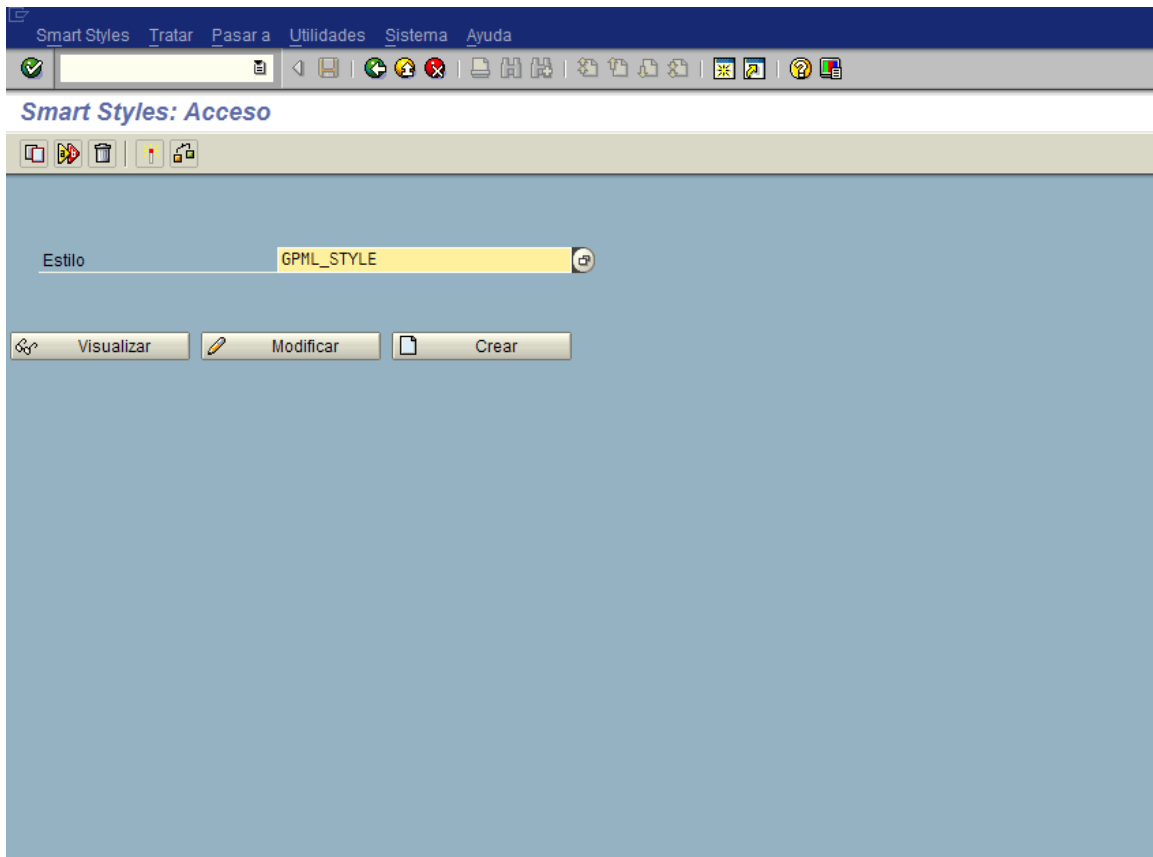 Smart Styles Tratar Pasar a Utilidades Sistema Ayuda
Smart Styles: Acceso
Estilo GPML_STYLE
Visualizar Modificar Crear